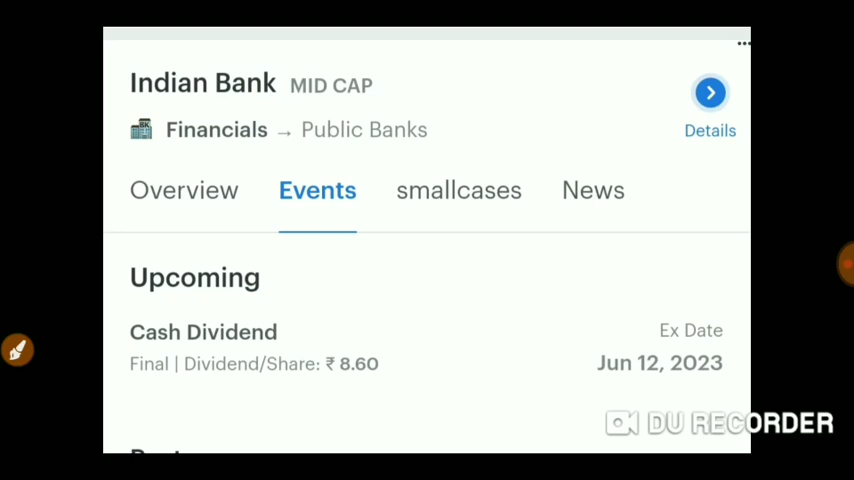 Indian Bank MID CAP
Financials → Public Banks
Details
Overview Events smallcases News
Upcoming
Cash Dividend Ex Date
Final | Dividend/Share: ₹ 8.60 Jun 12, 2023
DU RECORDER